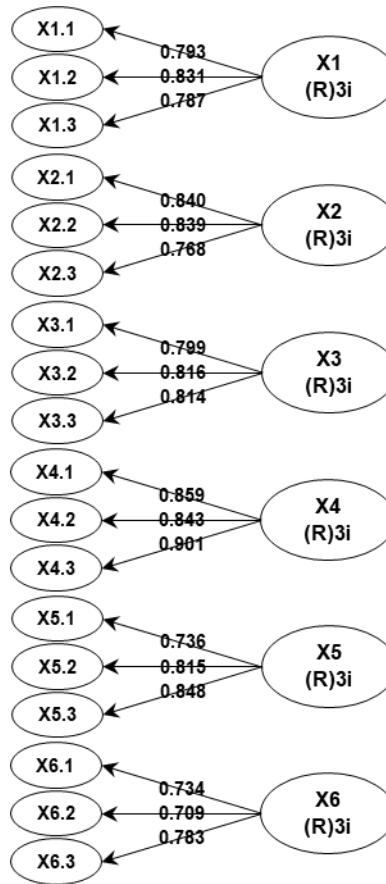 X1.1
X1.2
X1.3
0.793
0.831
0.787
X1
(R)3i
X2.1
X2.2
X2.3
0.840
0.839
0.768
X2
(R)3i
X3.1
X3.2
X3.3
0.799
0.816
0.814
X3
(R)3i
X4.1
X4.2
X4.3
0.859
0.843
0.901
X4
(R)3i
X5.1
X5.2
X5.3
0.736
0.815
0.848
X5
(R)3i
X6.1
X6.2
X6.3
0.734
0.709
0.783
X6
(R)3i